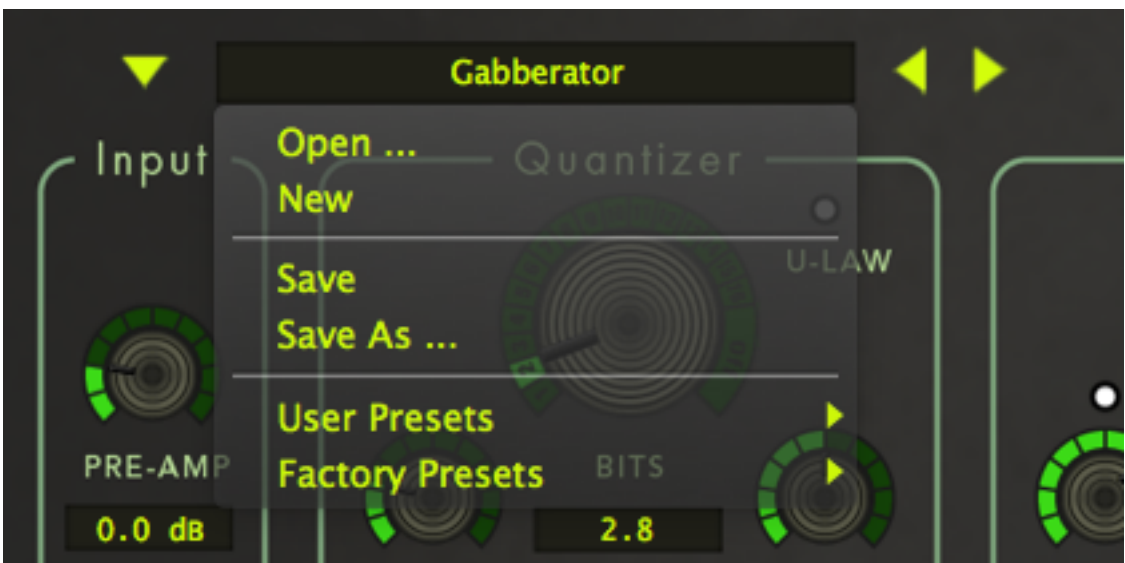 Gabberator
Open ...
New
Save
Save As ...
User Presets
Factory Presets
Input
Quantizer
U-LAW
PRE-AMP
BITS
0.0 dB
2.8